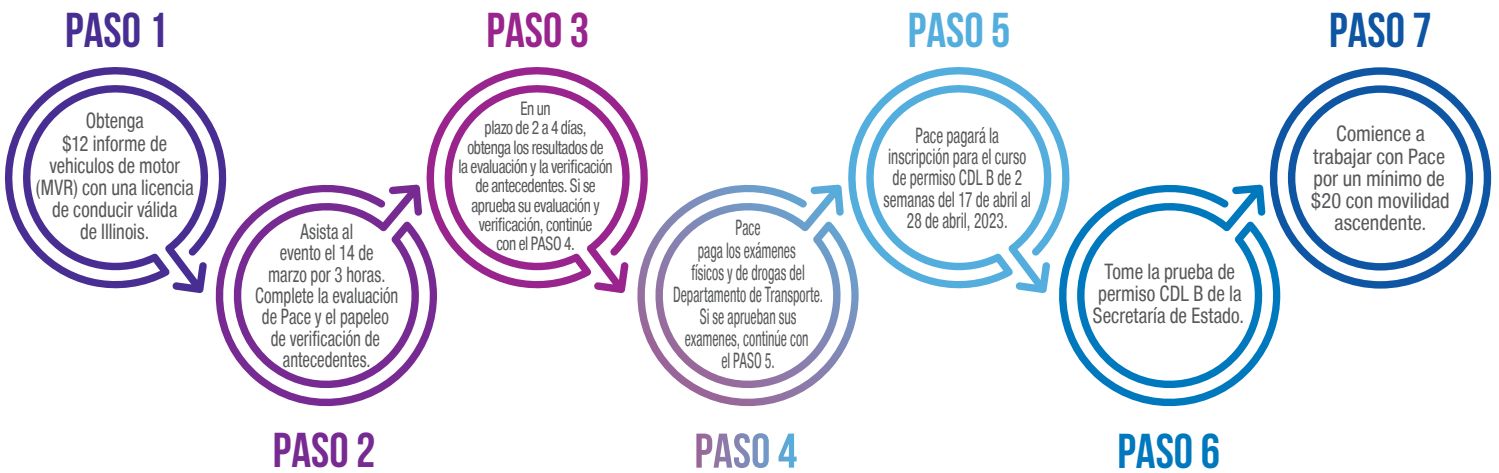 PASO 1
Obtenga
$12 informe de
vehiculos de motor
(MVR) con una licencia
de conducir válida
de Illinois.
PASO 2
Asista al
evento el 14 de
marzo por 3 horas.
Complete la evaluación
de Pace y el papeleo
de verificación de
antecedentes.
PASO 3
En un
plazo de 2 a 4 días,
obtenga los resultados de
la evaluación y la verificación
de antecedentes. Si se
aprueba su evaluación y
verificación, continúe
con el PASO 4.
PASO 4
Pace
paga los exámenes
físicos y de drogas del
Departamento de Transporte.
Si se aprueban sus
examenes, continúe con
el PASO 5.
PASO 5
Pace pagará la
inscripción para el curso
de permiso CDL B de 2
semanas del 17 de abril al
28 de abril, 2023.
PASO 6
Tome la prueba de
permiso CDL B de la
Secretaría de Estado.
PASO 7
Comience a
trabajar con Pace
por un mínimo de
$20 con movilidad
ascendente.